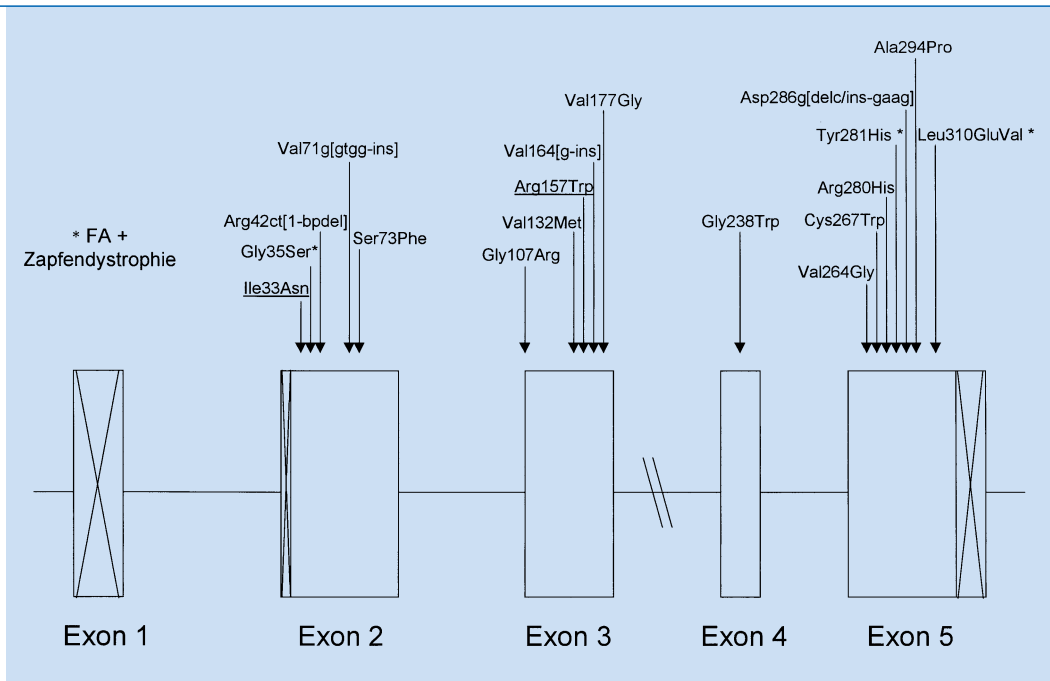 Ala294Pro
Val177Gly
Asp286g[delc/ins-gaag]
Val71g[gtgg-ins]
Val164[g-ins]
Tyr281His *
Leu310GluVal *
Arg157Trp
Arg280His
* FA +
Zapfendystrophie
Arg42ct[1-bpdel]
Ser73Phe
Val132Met
Gly238Trp
Cys267Trp
Gly35Ser*
Gly107Arg
Val264Gly
Ile33Asn
Exon 1
Exon 2
Exon 3
Exon 4
Exon 5